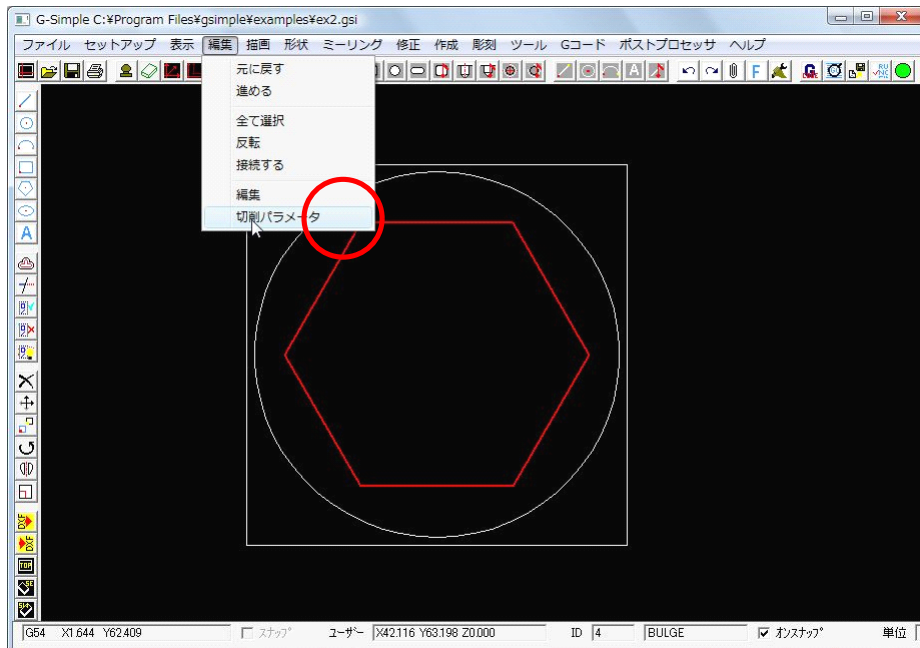 G-Simple C:¥Program Files¥gsimple¥examples¥ex2.gsi
ファイル セットアップ 表示 編集 描画 形状 ミーリング 修正 作成 彫刻 ツール Gコード ポストプロセッサ ヘルプ
元に戻す
進める
全て選択
反転
接続する
編集
切削パラメータ
A
F
A
DXF
DXF
TOP
G54 X1.644 Y62.409 スナップ ユーザー X42.116 Y63.198 Z0.000 ID 4 BULGE オンスナップ 単位